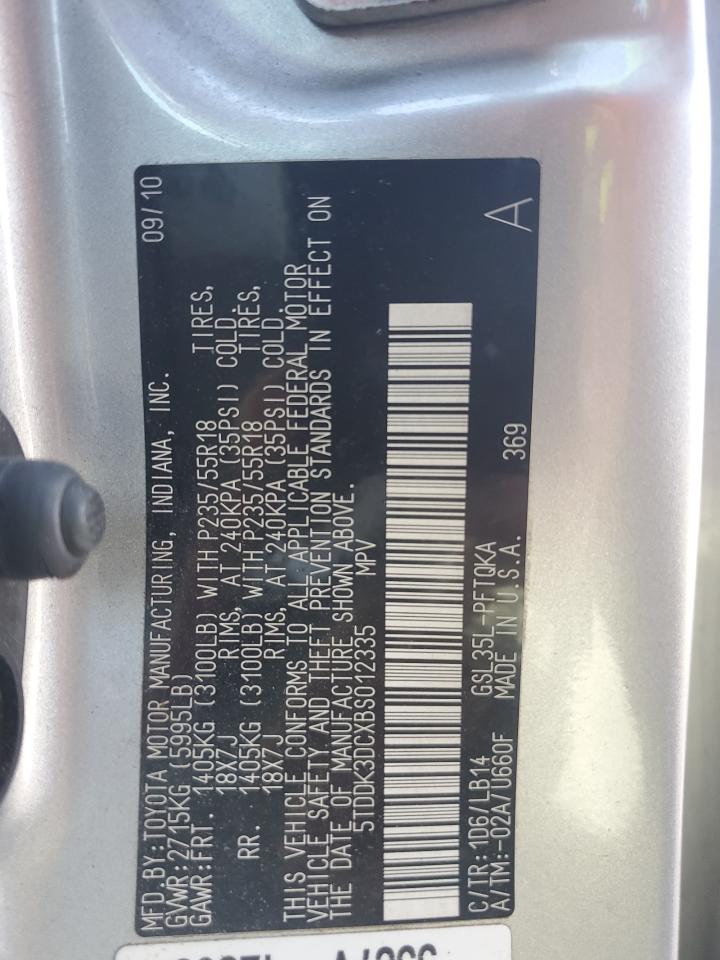 MFD.BY:TOYOTA MOTOR MANUFACTURING, INDIANA, INC. 09/10
GVWR:2715KG (5995LB)
GAWR:FRT. 1405KG (3100LB) WITH P235/55R18 TIRES,
18X7J RIMS, AT 240KPA (35PSI) COLD.
RR. 1405KG (3100LB) WITH P235/55R18 TIRES,
18X7J RIMS, AT 240KPA (35PSI) COLD.
THIS VEHICLE CONFORMS TO ALL APPLICABLE FEDERAL MOTOR
VEHICLE SAFETY AND THEFT PREVENTION STANDARDS IN EFFECT ON
THE DATE OF MANUFACTURE SHOWN ABOVE.
5TDDK3DCXBS012335 MPV
A
C/TR:1D6/LB14 GSL35L-PFTQKA
A/TM:-02A/U660F MADE IN U.S.A. 369